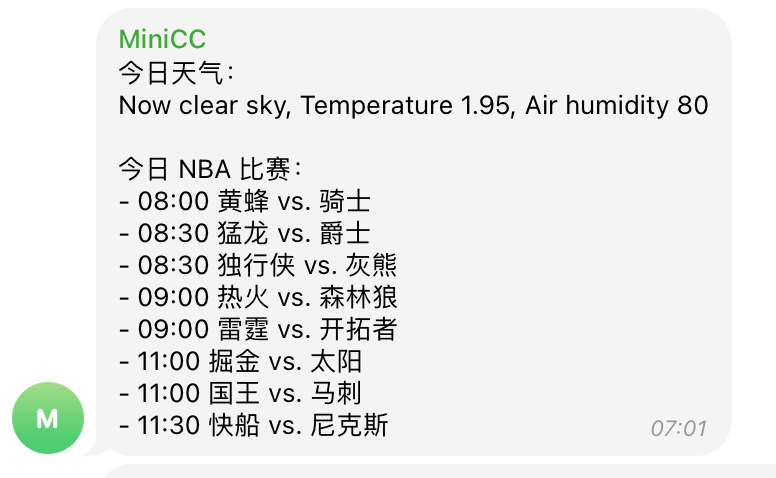 MiniCC
今日天气：
Now clear sky, Temperature 1.95, Air humidity 80
今日 NBA 比赛：
- 08:00 黄蜂 vs. 骑士
- 08:30 猛龙 vs. 爵士
- 08:30 独行侠 vs. 灰熊
- 09:00 热火 vs. 森林狼
- 09:00 雷霆 vs. 开拓者
- 11:00 掘金 vs. 太阳
- 11:00 国王 vs. 马刺
- 11:30 快船 vs. 尼克斯
M
07:01